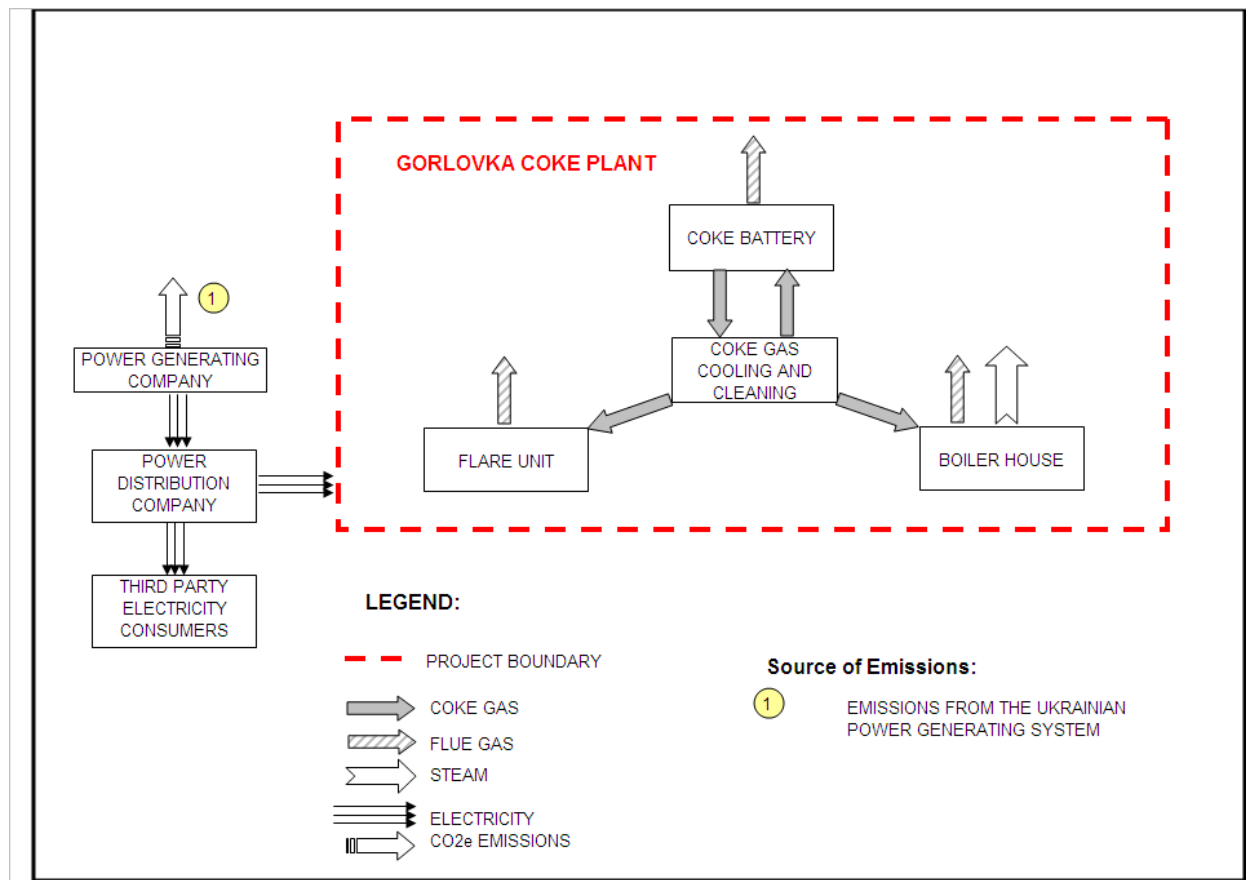 GORLOVKA COKE PLANT
COKE BATTERY
1
POWER GENERATING
COMPANY
COKE GAS
COOLING AND
CLEANING
POWER
DISTRIBUTION
COMPANY
FLARE UNIT
BOILER HOUSE
THIRD PARTY
ELECTRICITY
CONSUMERS
LEGEND:
PROJECT BOUNDARY
COKE GAS
FLUE GAS
STEAM
ELECTRICITY
CO2e EMISSIONS
Source of Emissions:
1
EMISSIONS FROM THE UKRAINIAN
POWER GENERATING SYSTEM